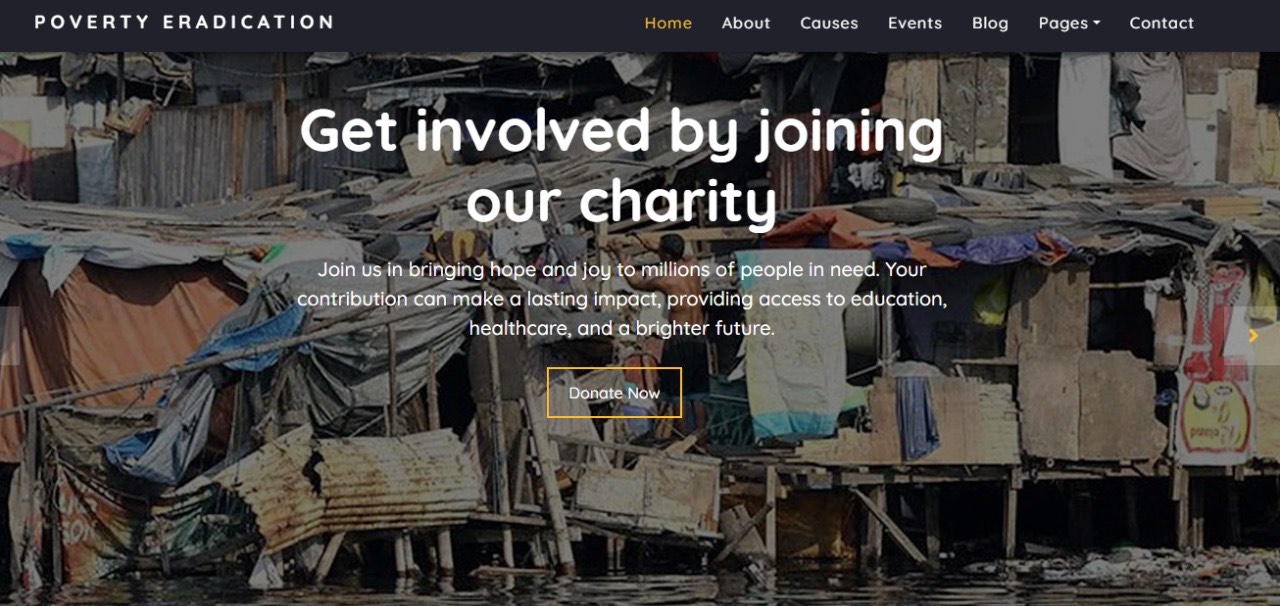 POVERTY ERADICATION
Home About Causes Events Blog Pages Contact
Get involved by joining
our charity
Join us in bringing hope and joy to millions of people in need. Your
contribution can make a lasting impact, providing access to education,
healthcare, and a brighter future.
Donate Now